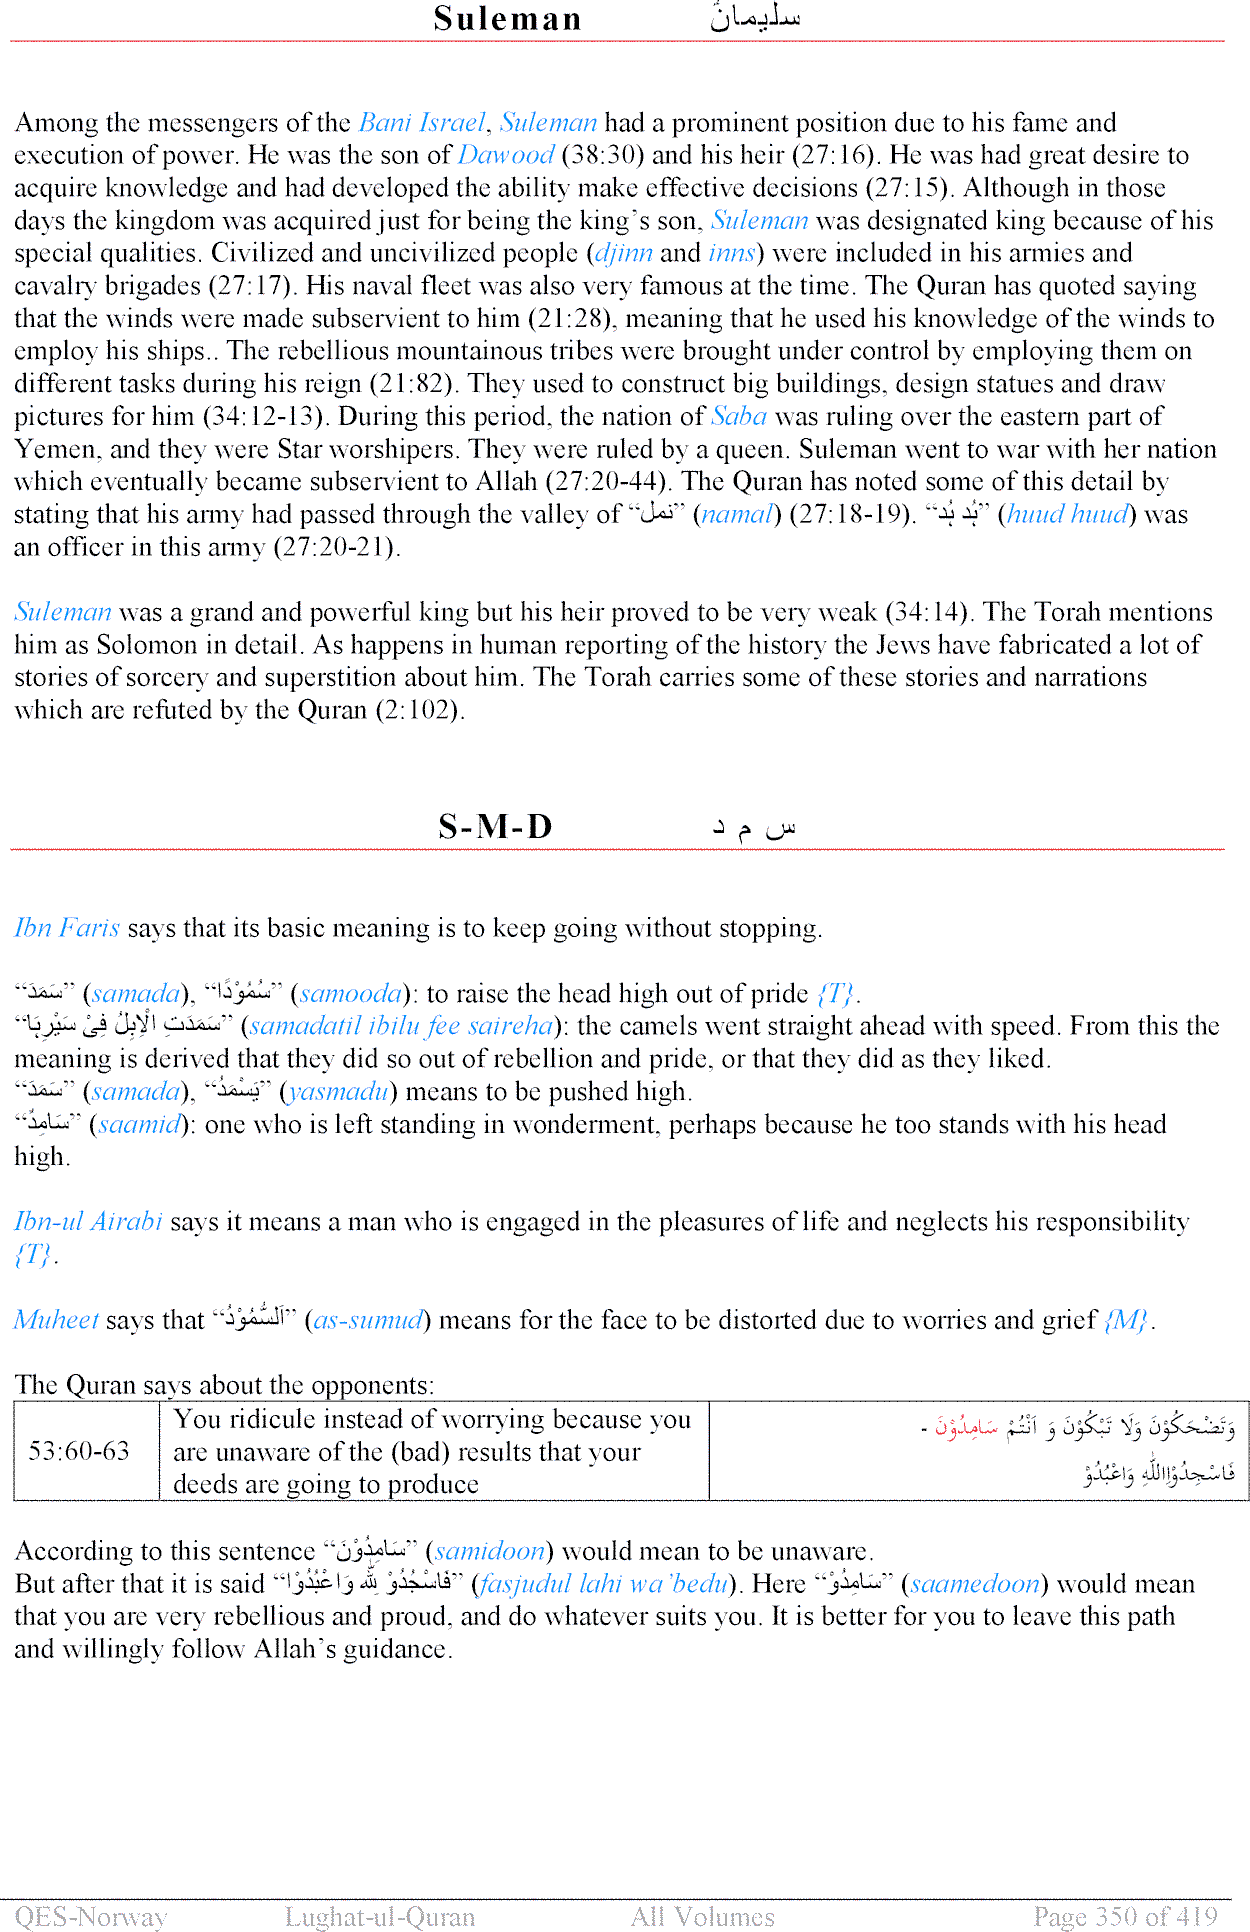 Suleman سليمانٌ
Among the messengers of the Bani Israel, Suleman had a prominent position due to his fame and
execution of power. He was the son of Dawood (38:30) and his heir (27:16). He was had great desire to
acquire knowledge and had developed the ability make effective decisions (27:15). Although in those
days the kingdom was acquired just for being the king's son, Suleman was designated king because of his
special qualities. Civilized and uncivilized people (djinn and inns) were included in his armies and
cavalry brigades (27:17). His naval fleet was also very famous at the time. The Quran has quoted saying
that the winds were made subservient to him (21:28), meaning that he used his knowledge of the winds to
employ his ships.. The rebellious mountainous tribes were brought under control by employing them on
different tasks during his reign (21:82). They used to construct big buildings, design statues and draw
pictures for him (34:12-13). During this period, the nation of Saba was ruling over the eastern part of
Yemen, and they were Star worshipers. They were ruled by a queen. Suleman went to war with her nation
which eventually became subservient to Allah (27:20-44). The Quran has noted some of this detail by
stating that his army had passed through the valley of “نمل” (namal) (27:18-19). “ہُد ہُد” (huud huud) was
an officer in this army (27:20-21).
Suleman was a grand and powerful king but his heir proved to be very weak (34:14). The Torah mentions
him as Solomon in detail. As happens in human reporting of the history the Jews have fabricated a lot of
stories of sorcery and superstition about him. The Torah carries some of these stories and narrations
which are refuted by the Quran (2:102).
S-M-D س م د
Ibn Faris says that its basic meaning is to keep going without stopping.
“سَمَدَ” (samada), “سُمُوْدًا” (samooda): to raise the head high out of pride {T}.
“سَمَدَتِ الْاِبِلُ فِیْ سَيْرِہَا” (samadatil ibilu fee saireha): the camels went straight ahead with speed. From this the
meaning is derived that they did so out of rebellion and pride, or that they did as they liked.
“سَمَدَ” (samada), “يَسْمَدُ” (yasmadu) means to be pushed high.
“سَامِدٌ” (saamid): one who is left standing in wonderment, perhaps because he too stands with his head
high.
Ibn-ul Airabi says it means a man who is engaged in the pleasures of life and neglects his responsibility
{T}.
Muheet says that “اَلسُّمُوْدُ” (as-sumud) means for the face to be distorted due to worries and grief {M}.
The Quran says about the opponents:
53:60-63
You ridicule instead of worrying because you
are unaware of the (bad) results that your
deeds are going to produce
وَتَضْحَكُوْنَ وَلَا تَبْكُوْنَ وَ اَنْتُمْ سَامِدُوْنَ -
فَاسْجِدُوْااللّٰهِ وَاعْبُدُوْ
According to this sentence “سَامِدُوْنَ” (samidoon) would mean to be unaware.
But after that it is said “فَاسْجُدُوْ لِلّٰهِ وَاعْبُدُوْا” (fasjudul lahi wa'bedu). Here “سَامِدُوْ” (saamedoon) would mean
that you are very rebellious and proud, and do whatever suits you. It is better for you to leave this path
and willingly follow Allah's guidance.
QES-Norway Lughat-ul-Quran All Volumes Page 350 of 419